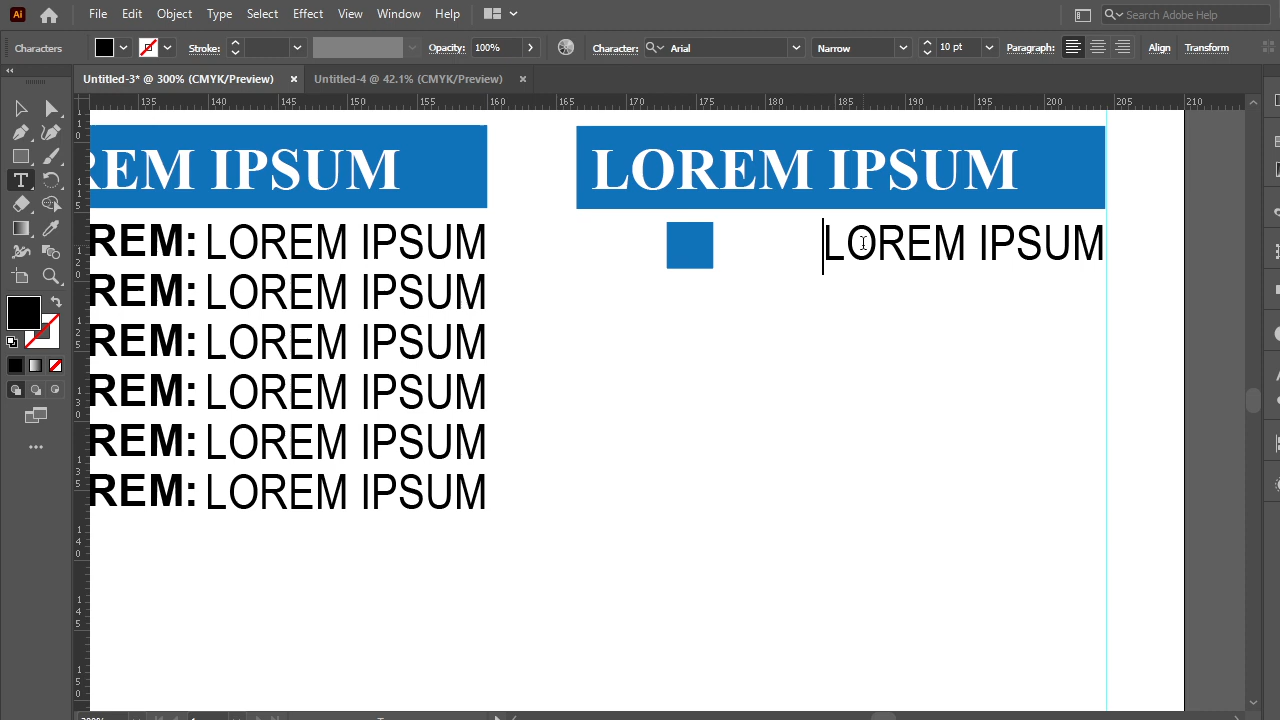 Ai File Edit Object Type Select Effect View Window Help Search Adobe Help
Characters Stroke: Opacity: 100% Character: Arial Narrow 10 pt Paragraph: Align Transform
Untitled-3* @ 300% (CMYK/Preview) × Untitled-4 @ 42.1% (CMYK/Preview) ×
135 140 145 150 155 160 165 170 175 180 185 190 195 200 205 210
REM IPSUM LOREM IPSUM
REM: LOREM IPSUM LOREM IPSUM
REM: LOREM IPSUM
REM: LOREM IPSUM
REM: LOREM IPSUM
REM: LOREM IPSUM
REM: LOREM IPSUM